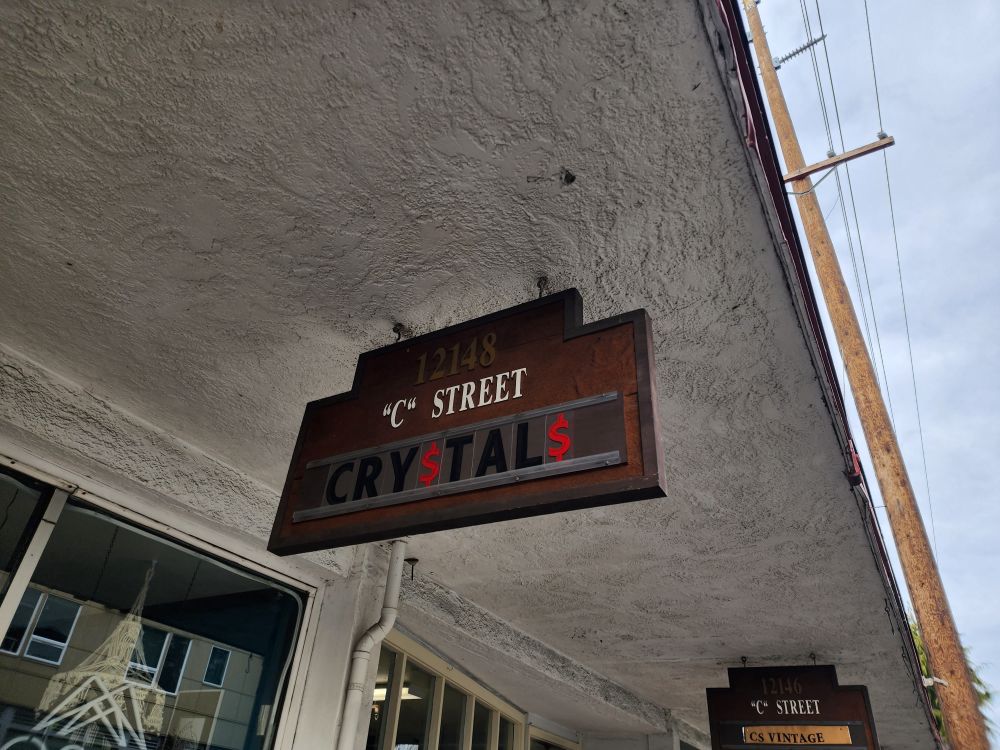 12148
"C" STREET
CRY$TAL$
12146
"C" STREET
CS VINTAGE